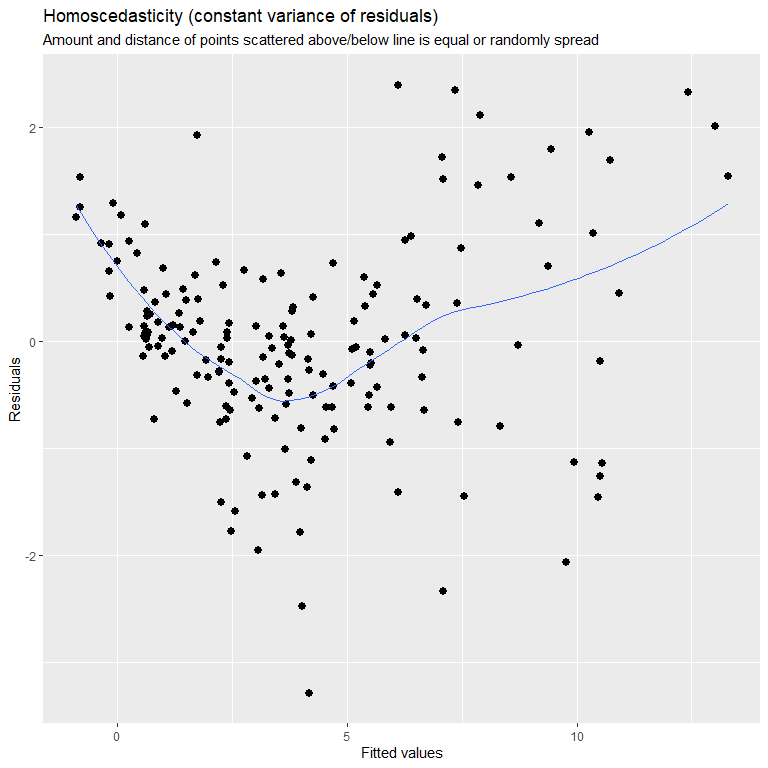 Homoscedasticity (constant variance of residuals)
Amount and distance of points scattered above/below line is equal or randomly spread
2
0
-2
Residuals
0
5
10
Fitted values